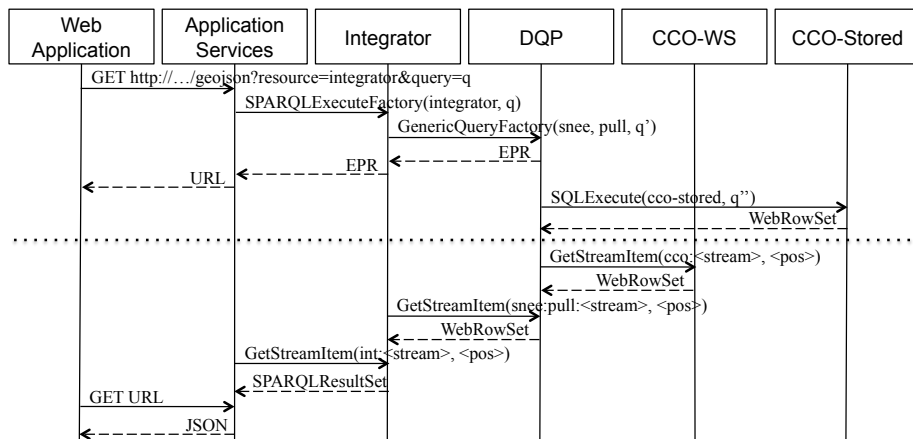 Web
Application
Application
Services
Integrator
DQP
CCO-WS
CCO-Stored
GET http://…/geojson?resource=integrator&query=q
SPARQLExecuteFactory(integrator, q)
GenericQueryFactory(snee, pull, q’)
EPR
EPR
URL
SQLExecute(cco-stored, q’’)
WebRowSet
GetStreamItem(cco:<stream>, <pos>)
WebRowSet
GetStreamItem(snee:pull:<stream>, <pos>)
WebRowSet
GetStreamItem(int:<stream>, <pos>)
SPARQLResultSet
GET URL
JSON